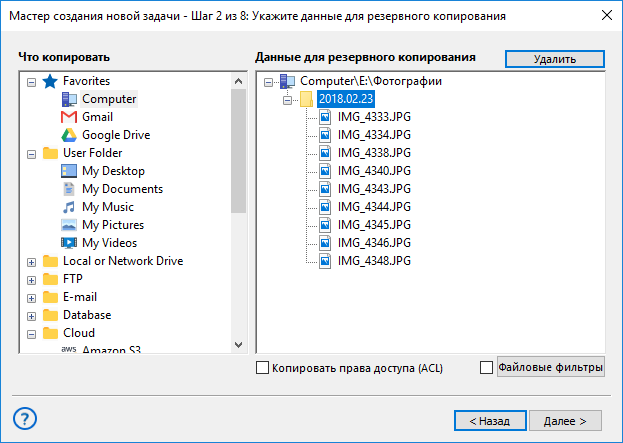 Мастер создания новой задачи - Шаг 2 из 8: Укажите данные для резервного копирования
Что копировать
Favorites
Computer
Gmail
Google Drive
User Folder
My Desktop
My Documents
My Music
My Pictures
My Videos
Local or Network Drive
FTP
E-mail
Database
Cloud
aws Amazon S3
Данные для резервного копирования
Удалить
Computer\E:\Фотографии
2018.02.23
IMG_4333.JPG
IMG_4334.JPG
IMG_4338.JPG
IMG_4340.JPG
IMG_4343.JPG
IMG_4344.JPG
IMG_4345.JPG
IMG_4346.JPG
IMG_4348.JPG
Копировать права доступа (ACL)
Файловые фильтры
?
< Назад
Далее >